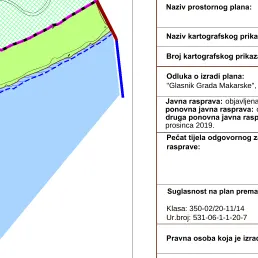 Naziv prostornog plana:
Naziv kartografskog prika
Broj kartografskog prikaz
Odluka o izradi plana:
"Glasnik Grada Makarske",
Javna rasprava: objavljena
ponovna javna rasprava:
druga ponovna javna rasp
prosinca 2019.
Pečat tijela odgovornog z
rasprave:
Suglasnost na plan prema
Klasa: 350-02/20-11/14
Ur.broj: 531-06-1-1-20-7
Pravna osoba koja je izrad